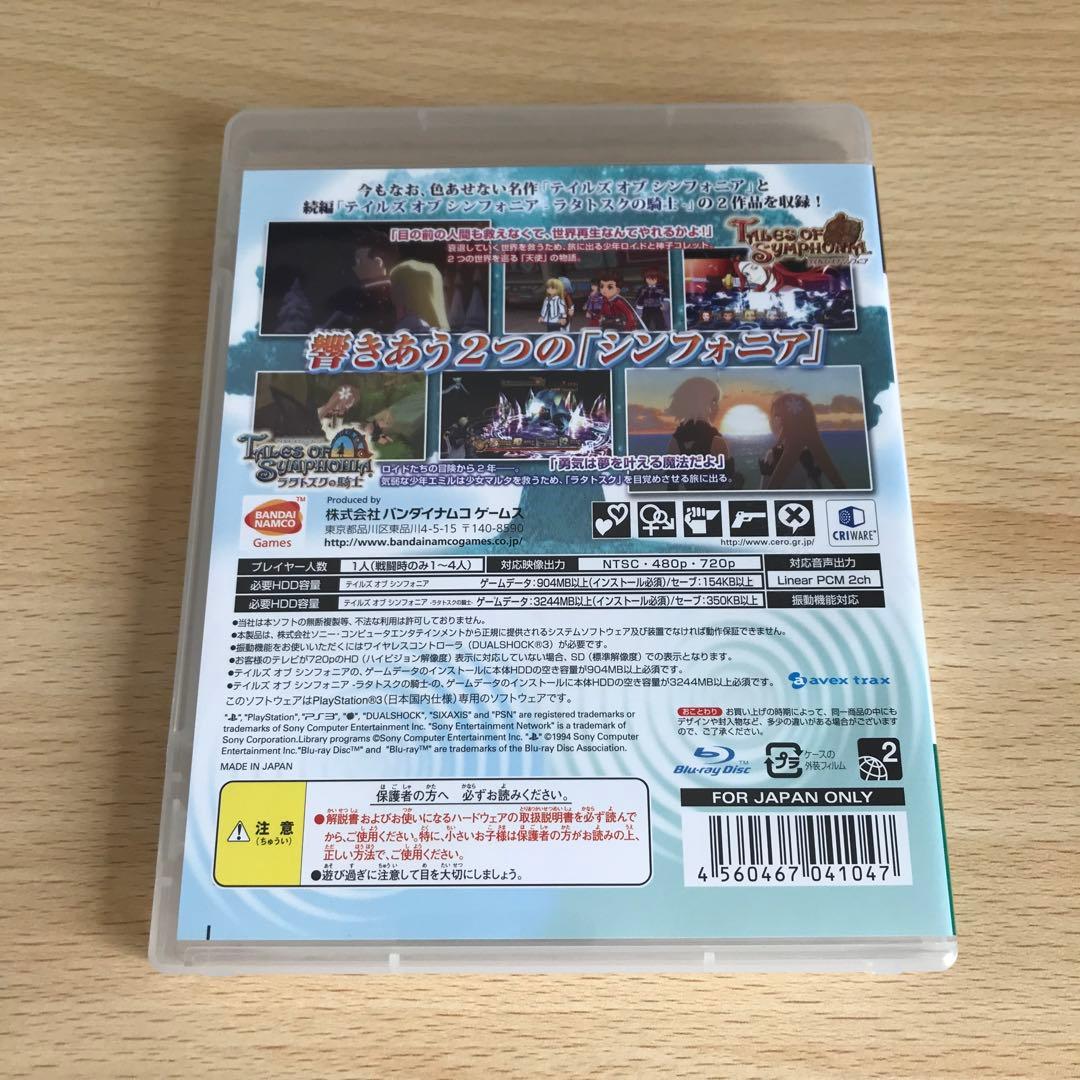 今もなお、色あせない名作「テイルズ オブ シンフォニア」と
続編「テイルズ オブ シンフォニア -ラタトスクの騎士-」の2作品を収録！
「目の前の人間も救えなくて、世界再生なんてやれるかよ！」
衰退していく世界を救うため、旅に出る少年ロイドと神子コレット。
2つの世界を巡る「天使」の物語。
TALES OF
SYMPHONIA
響きあう2つの「シンフォニア」
TALES OF
SYMPHONIA
ラタトスクの騎士
ロイドたちの冒険から2年——。
「勇気は夢を叶える魔法だよ」
気弱な少年エミルは少女マルタを救うため、「ラタトスク」を目覚めさせる旅に出る。
BANDAI
NAMCO
Games
TM
Produced by
株式会社 バンダイナムコ ゲームス
東京都品川区東品川4-5-15 〒140-8590
http://www.bandainamcogames.co.jp/
http://www.cero.gr.jp/
CRIWARE™
プレイヤー人数 1人(戦闘時のみ1～4人) 対応映像出力 NTSC・480p・720p 対応音声出力
必要HDD容量 テイルズ オブ シンフォニア ゲームデータ：904MB以上(インストール必須)/セーブ：154KB以上 Linear PCM 2ch
必要HDD容量 テイルズ オブ シンフォニア -ラタトスクの騎士- ゲームデータ：3244MB以上(インストール必須)/セーブ：350KB以上 振動機能対応
●当社は本ソフトの無断複製等、不法な利用は許可しておりません。
●本製品は、株式会社ソニー・コンピュータエンタテインメントから正規に提供されるシステムソフトウェア及び装置でなければ動作保証できません。
●振動機能をお使いいただくにはワイヤレスコントローラ（DUALSHOCK®3）が必要です。
●お客様のテレビが720pのHD（ハイビジョン解像度）表示に対応していない場合、SD（標準解像度）での表示となります。
●テイルズ オブ シンフォニアの、ゲームデータのインストールに本体HDDの空き容量が904MB以上必須です。
●テイルズ オブ シンフォニア -ラタトスクの騎士-の、ゲームデータのインストールに本体HDDの空き容量が3244MB以上必須です。
このソフトウェアはPlayStation®3（日本国内仕様）専用のソフトウェアです。
avex trax
", "PlayStation", "PS3", "", "DUALSHOCK", "SIXAXIS" and "PSN" are registered trademarks or
trademarks of Sony Computer Entertainment Inc. "Sony Entertainment Network" is a trademark of
Sony Corporation.Library programs ©Sony Computer Entertainment Inc. "" ©1994 Sony Computer
Entertainment Inc."Blu-ray Disc™" and "Blu-ray™" are trademarks of the Blu-ray Disc Association.
MADE IN JAPAN
おことわり お買い上げの時期によって、同一商品の中にも
デザインや封入物など、多少の違いがある場合がございます
ので、ご了承ください。
Blu-ray Disc™
プラ
ケースの
外装フィルム
2
FOR JAPAN ONLY
4 560467 041047
注意
(ちゅうい)
保護者の方へ 必ずお読みください。
●解説書およびお使いになるハードウェアの取扱説明書を必ず読んで
から、ご使用ください。特に、小さいお子様は保護者の方がお読みの上、
正しい方法で、ご使用ください。
●遊び過ぎに注意して目を大切にしましょう。